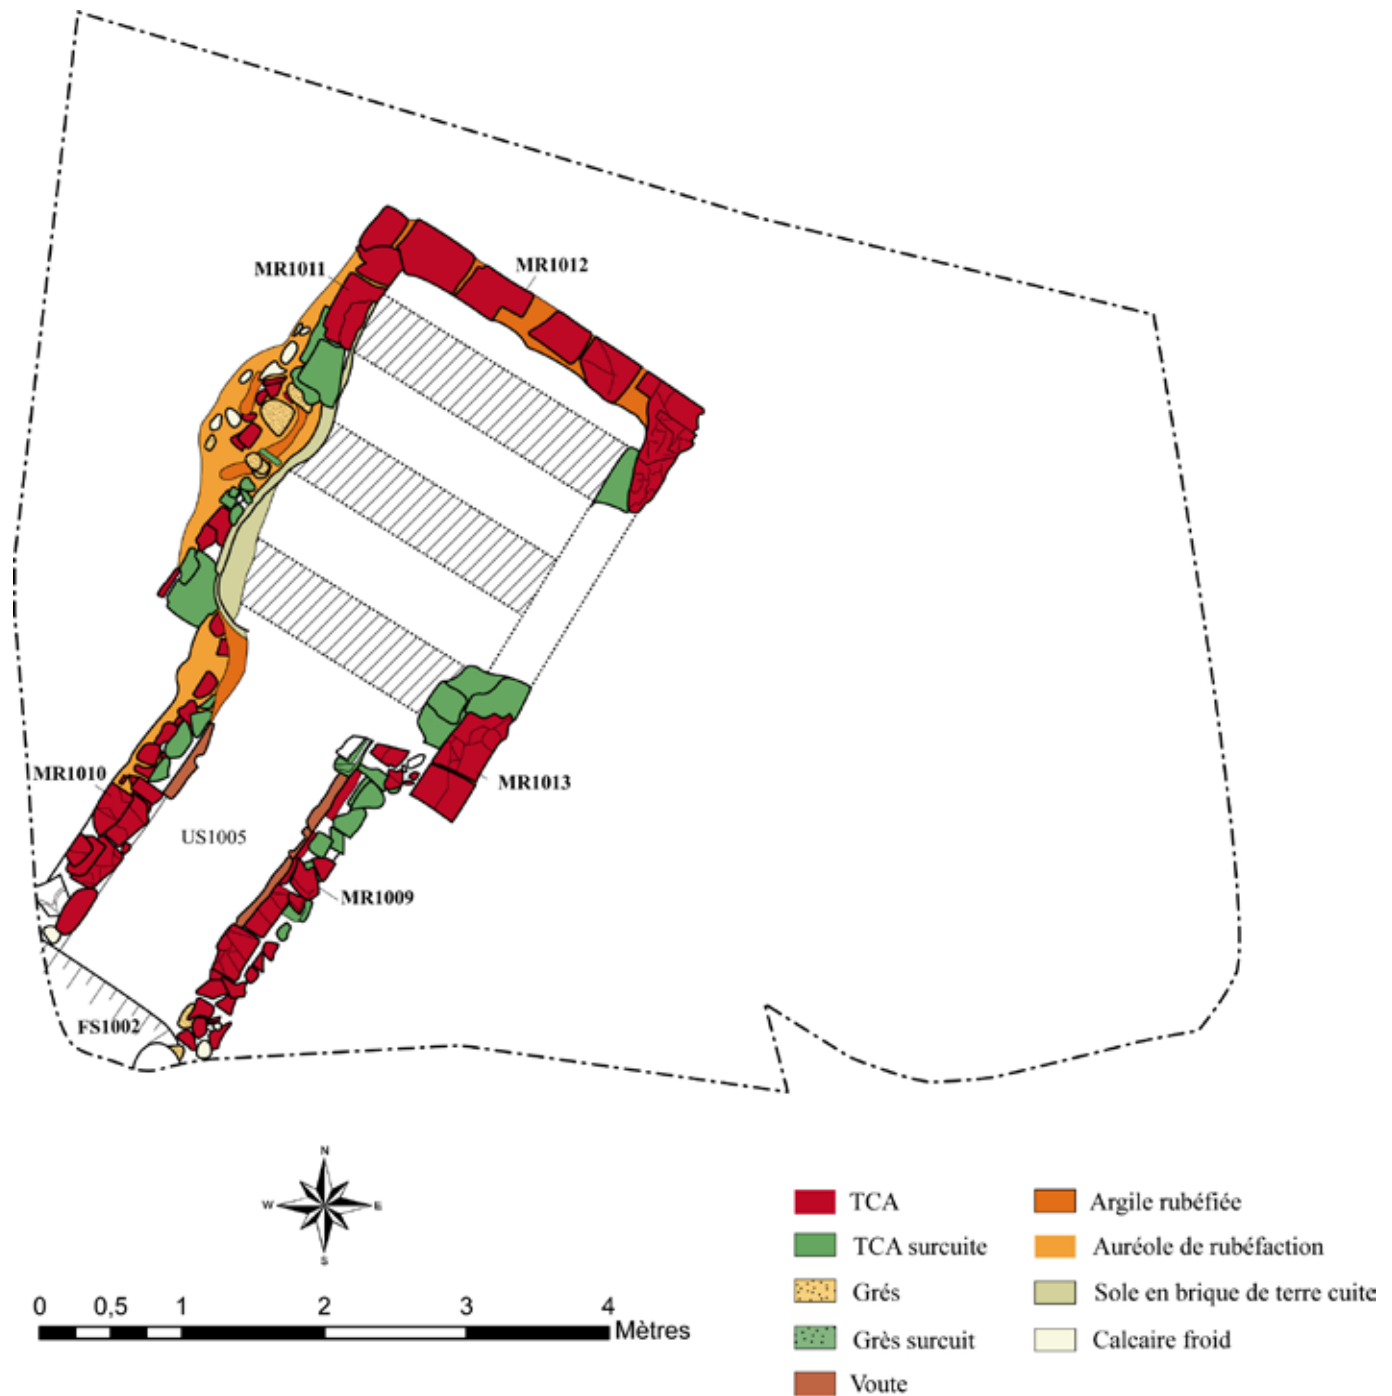 MR1011
MR1012
MR1010
US1005
MR1013
MR1009
FS1002
N
W E
S
0 0,5 1 2 3 4
Mètres
TCA
TCA surcuite
Grés
Grès surcuit
Voute
Argile rubéfiée
Auréole de rubéfaction
Sole en brique de terre cuite
Calcaire froid